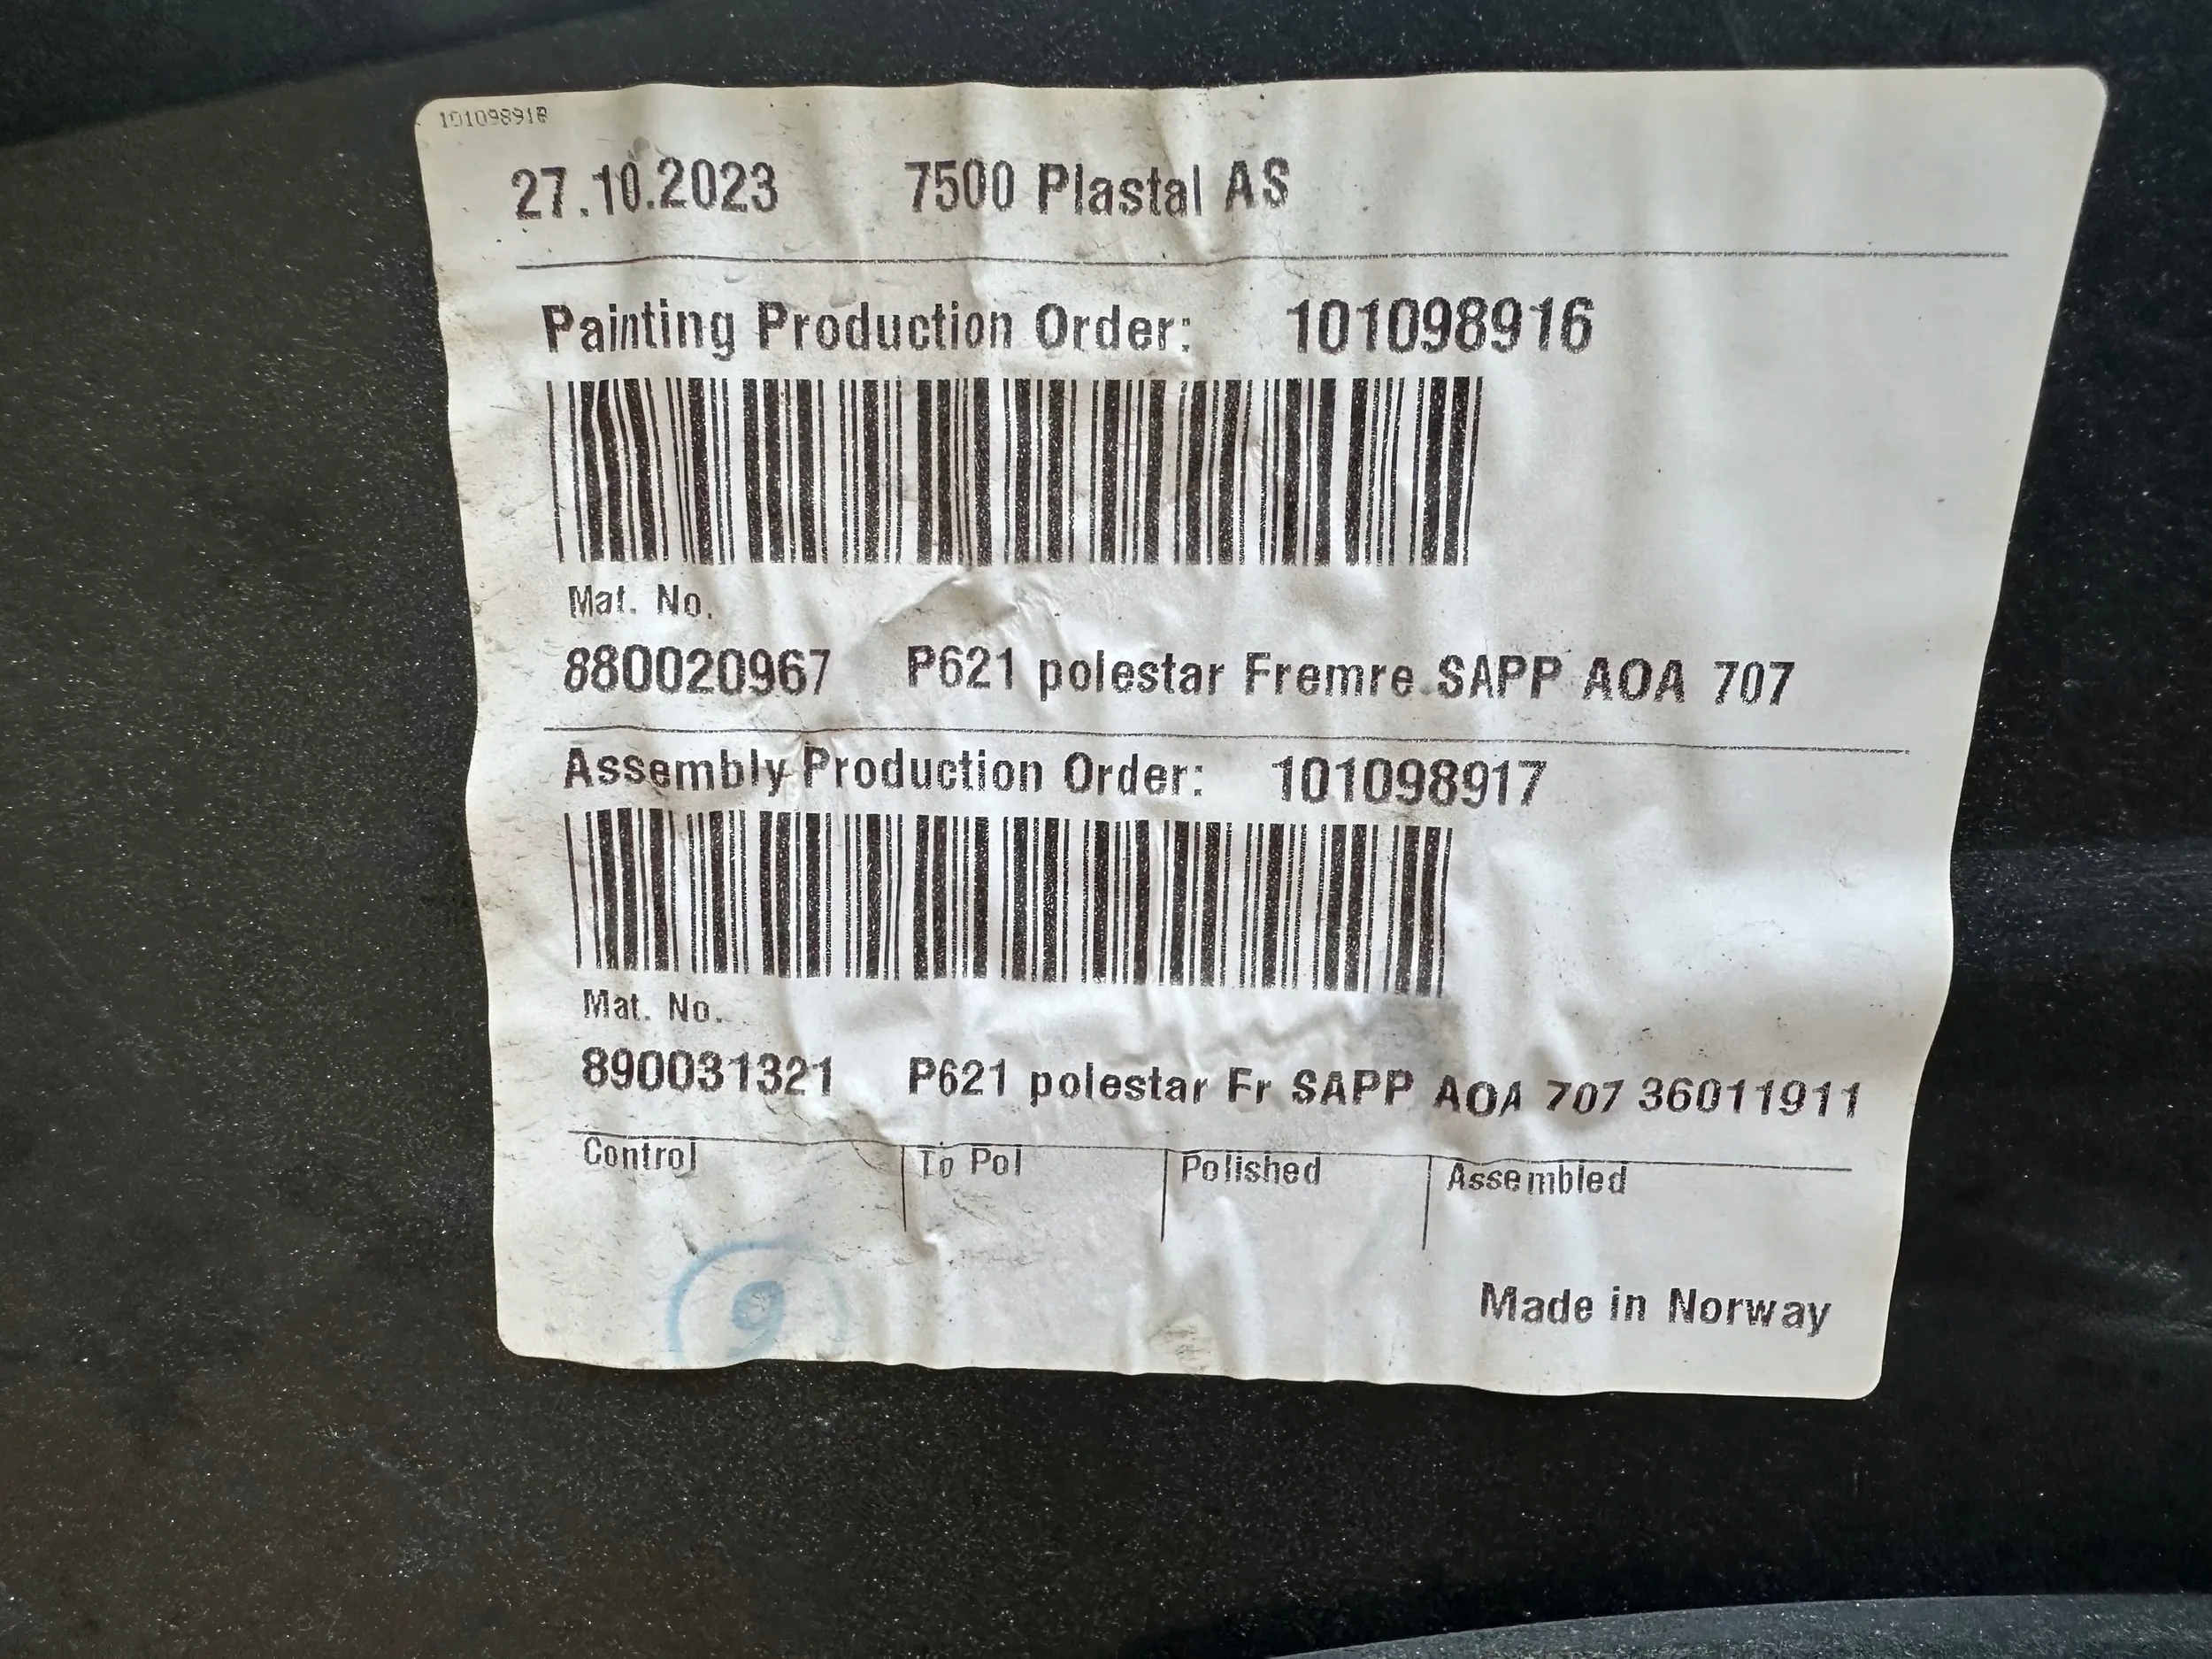 101098916
27.10.2023 7500 Plastal AS
Painting Production Order: 101098916
Mat. No.
880020967 P621 polestar Fremre SAPP AOA 707
Assembly Production Order: 101098917
Mat. No.
890031321 P621 polestar Fr SAPP AOA 707 36011911
Control To Pol Polished Assembled
9
Made in Norway